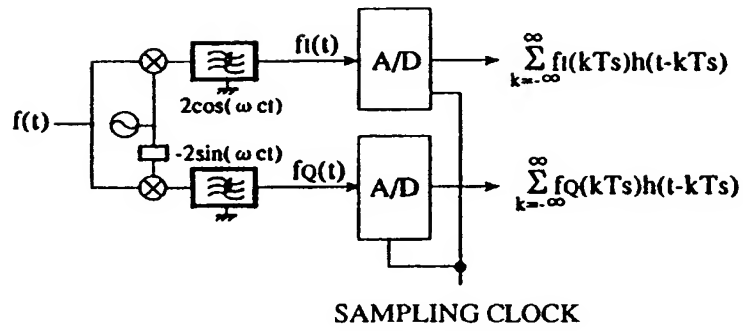 fI(t)
A/D
∞
Σ fI(kTs)h(t-kTs)
k=-∞
2cos( ω ct)
f(t)
-2sin( ω ct)
fQ(t)
A/D
∞
Σ fQ(kTs)h(t-kTs)
k=-∞
SAMPLING CLOCK